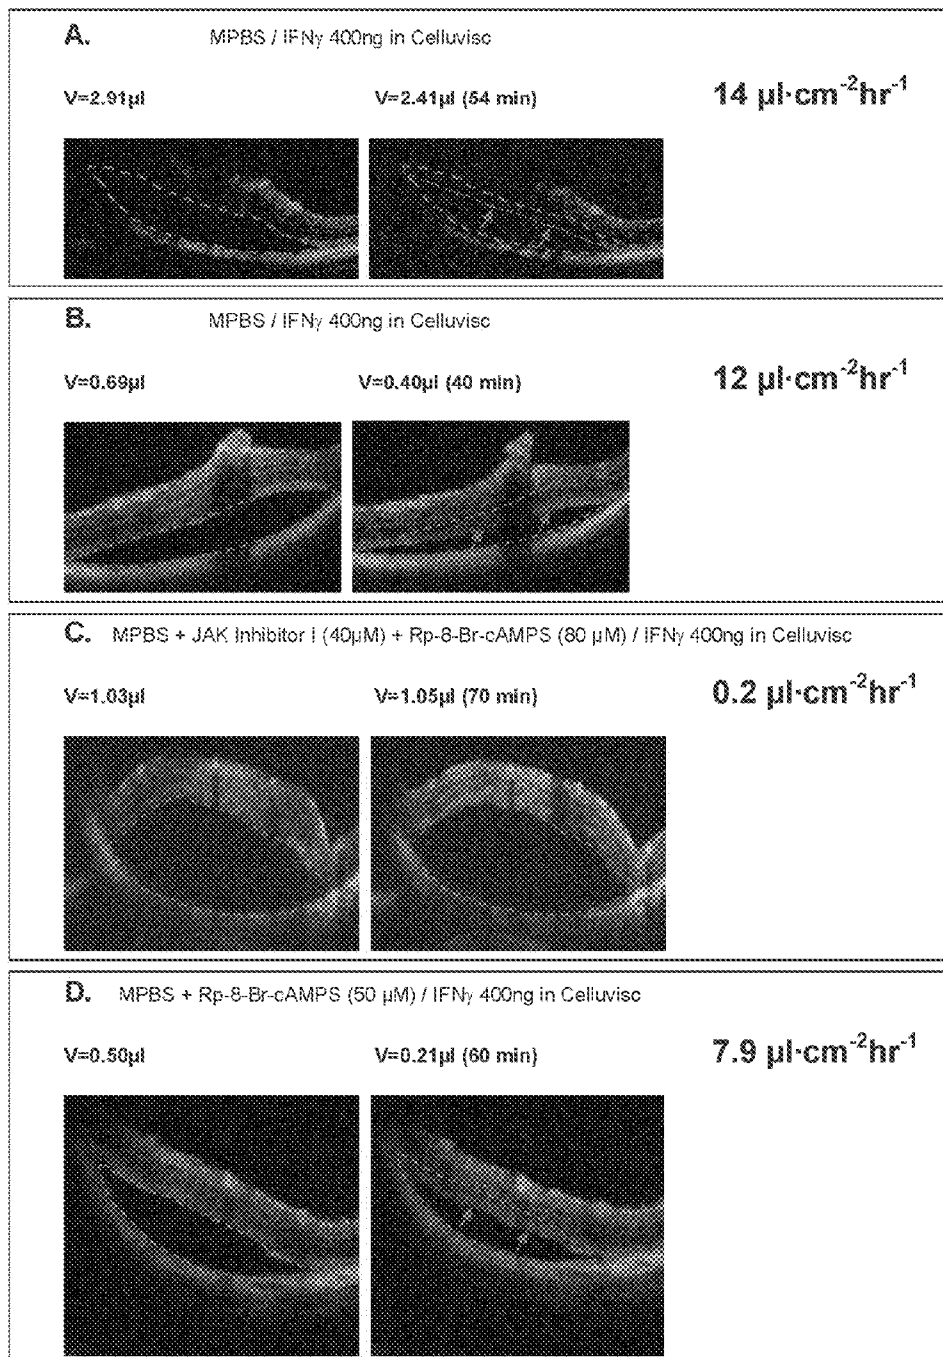 A. MPBS / IFNγ 400ng in Celluvisc
V=2.91µl V=2.41µl (54 min) 14 µl·cm⁻²hr⁻¹
B. MPBS / IFNγ 400ng in Celluvisc
V=0.69µl V=0.40µl (40 min) 12 µl·cm⁻²hr⁻¹
C. MPBS + JAK Inhibitor I (40µM) + Rp-8-Br-cAMPS (80 µM) / IFNγ 400ng in Celluvisc
V=1.03µl V=1.05µl (70 min) 0.2 µl·cm⁻²hr⁻¹
D. MPBS + Rp-8-Br-cAMPS (50 µM) / IFNγ 400ng in Celluvisc
V=0.50µl V=0.21µl (60 min) 7.9 µl·cm⁻²hr⁻¹